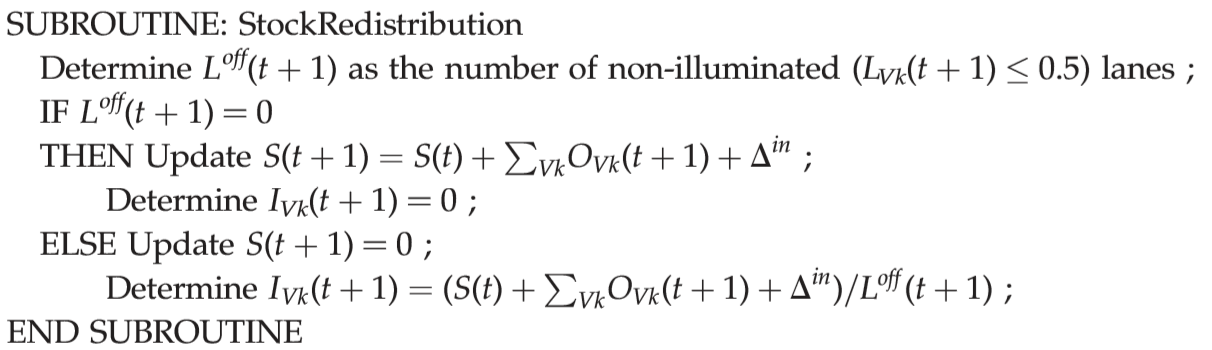 SUBROUTINE: StockRedistribution
Determine L^{off}(t + 1) as the number of non-illuminated (L_{Vk}(t + 1) ≤ 0.5) lanes ;
IF L^{off}(t + 1) = 0
THEN Update S(t + 1) = S(t) + ∑_{Vk} O_{Vk}(t + 1) + Δ^{in} ;
Determine I_{Vk}(t + 1) = 0 ;
ELSE Update S(t + 1) = 0 ;
Determine I_{Vk}(t + 1) = (S(t) + ∑_{Vk} O_{Vk}(t + 1) + Δ^{in})/L^{off}(t + 1) ;
END SUBROUTINE